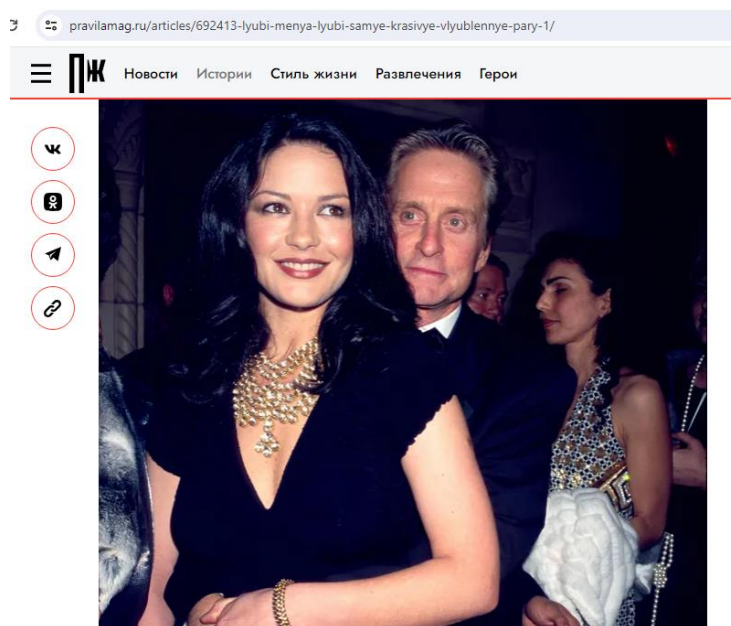 pravilamag.ru/articles/692413-lyubi-menya-lyubi-samye-krasivye-vlyublennye-pary-1/
ПЖ Новости Истории Стиль жизни Развлечения Герои